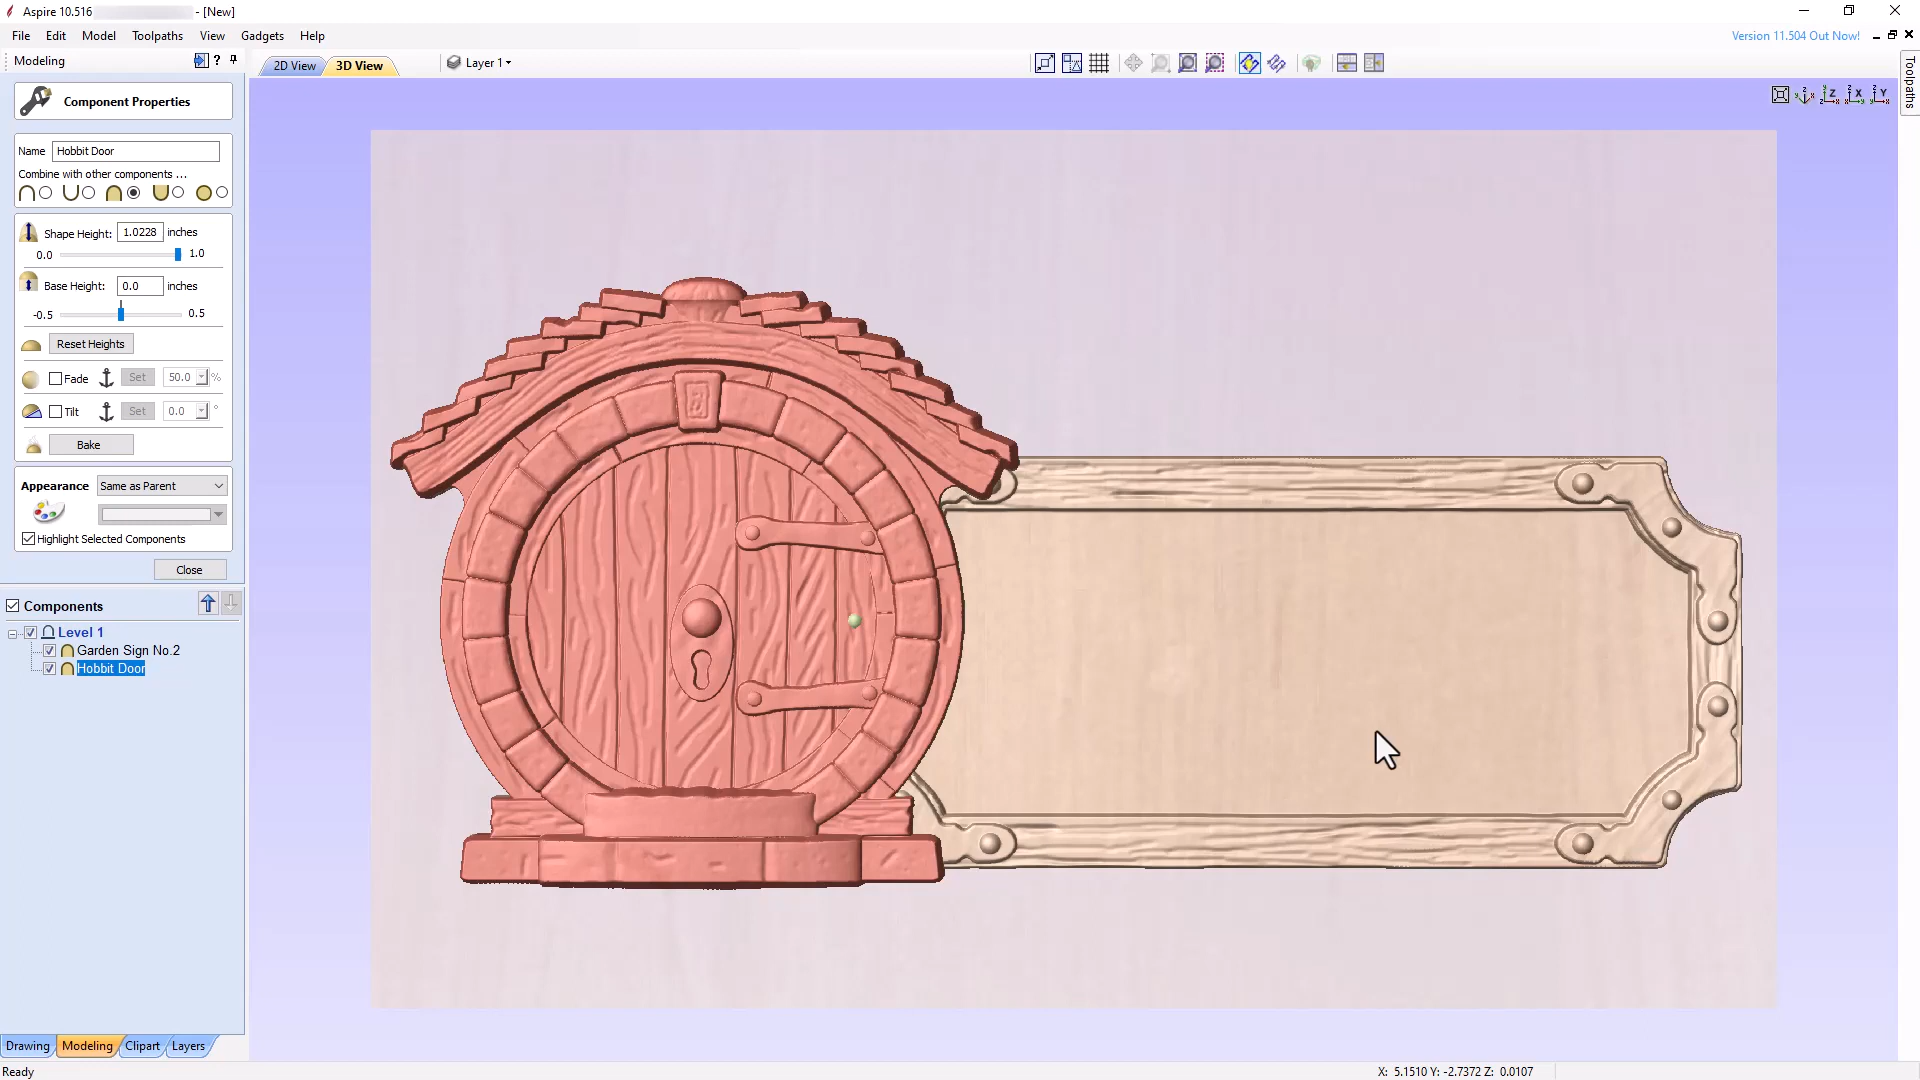 Aspire 10.516 - [New]
File Edit Model Toolpaths View Gadgets Help
Version 11.504 Out Now!
Modeling ?
2D View 3D View Layer 1
Toolpaths
Component Properties
Name Hobbit Door
Combine with other components ...
Shape Height: 1.0228 inches
0.0 1.0
Base Height: 0.0 inches
-0.5 0.5
Reset Heights
Fade Set 50.0 %
Tilt Set 0.0 °
Bake
Appearance Same as Parent
Highlight Selected Components
Close
Components
Level 1
Garden Sign No.2
Hobbit Door
Drawing Modeling Clipart Layers
Ready
X: 5.1510 Y: -2.7372 Z: 0.0107